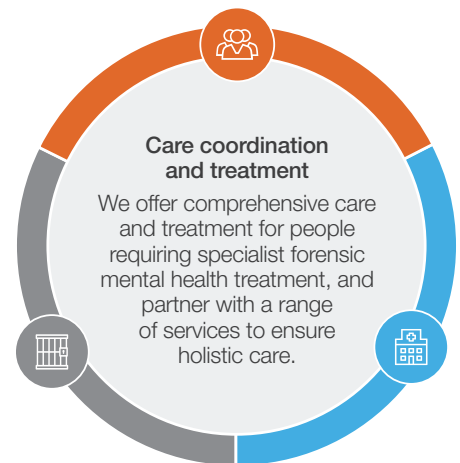 Care coordination
and treatment
We offer comprehensive care
and treatment for people
requiring specialist forensic
mental health treatment, and
partner with a range
of services to ensure
holistic care.